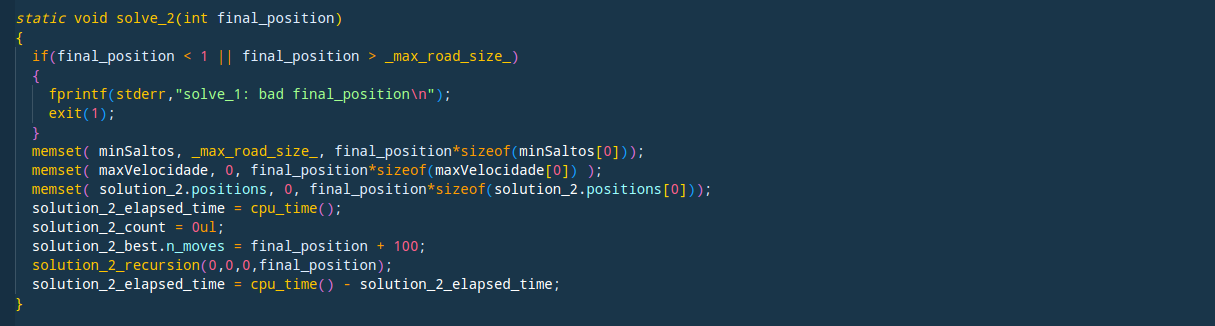 static void solve_2(int final_position)
{
  if(final_position < 1 || final_position > _max_road_size_)
  {
    fprintf(stderr,"solve_1: bad final_position\n");
    exit(1);
  }
  memset( minSaltos, _max_road_size_, final_position*sizeof(minSaltos[0]));
  memset( maxVelocidade, 0, final_position*sizeof(maxVelocidade[0]) );
  memset( solution_2.positions, 0, final_position*sizeof(solution_2.positions[0]));
  solution_2_elapsed_time = cpu_time();
  solution_2_count = 0ul;
  solution_2_best.n_moves = final_position + 100;
  solution_2_recursion(0,0,0,final_position);
  solution_2_elapsed_time = cpu_time() - solution_2_elapsed_time;
}